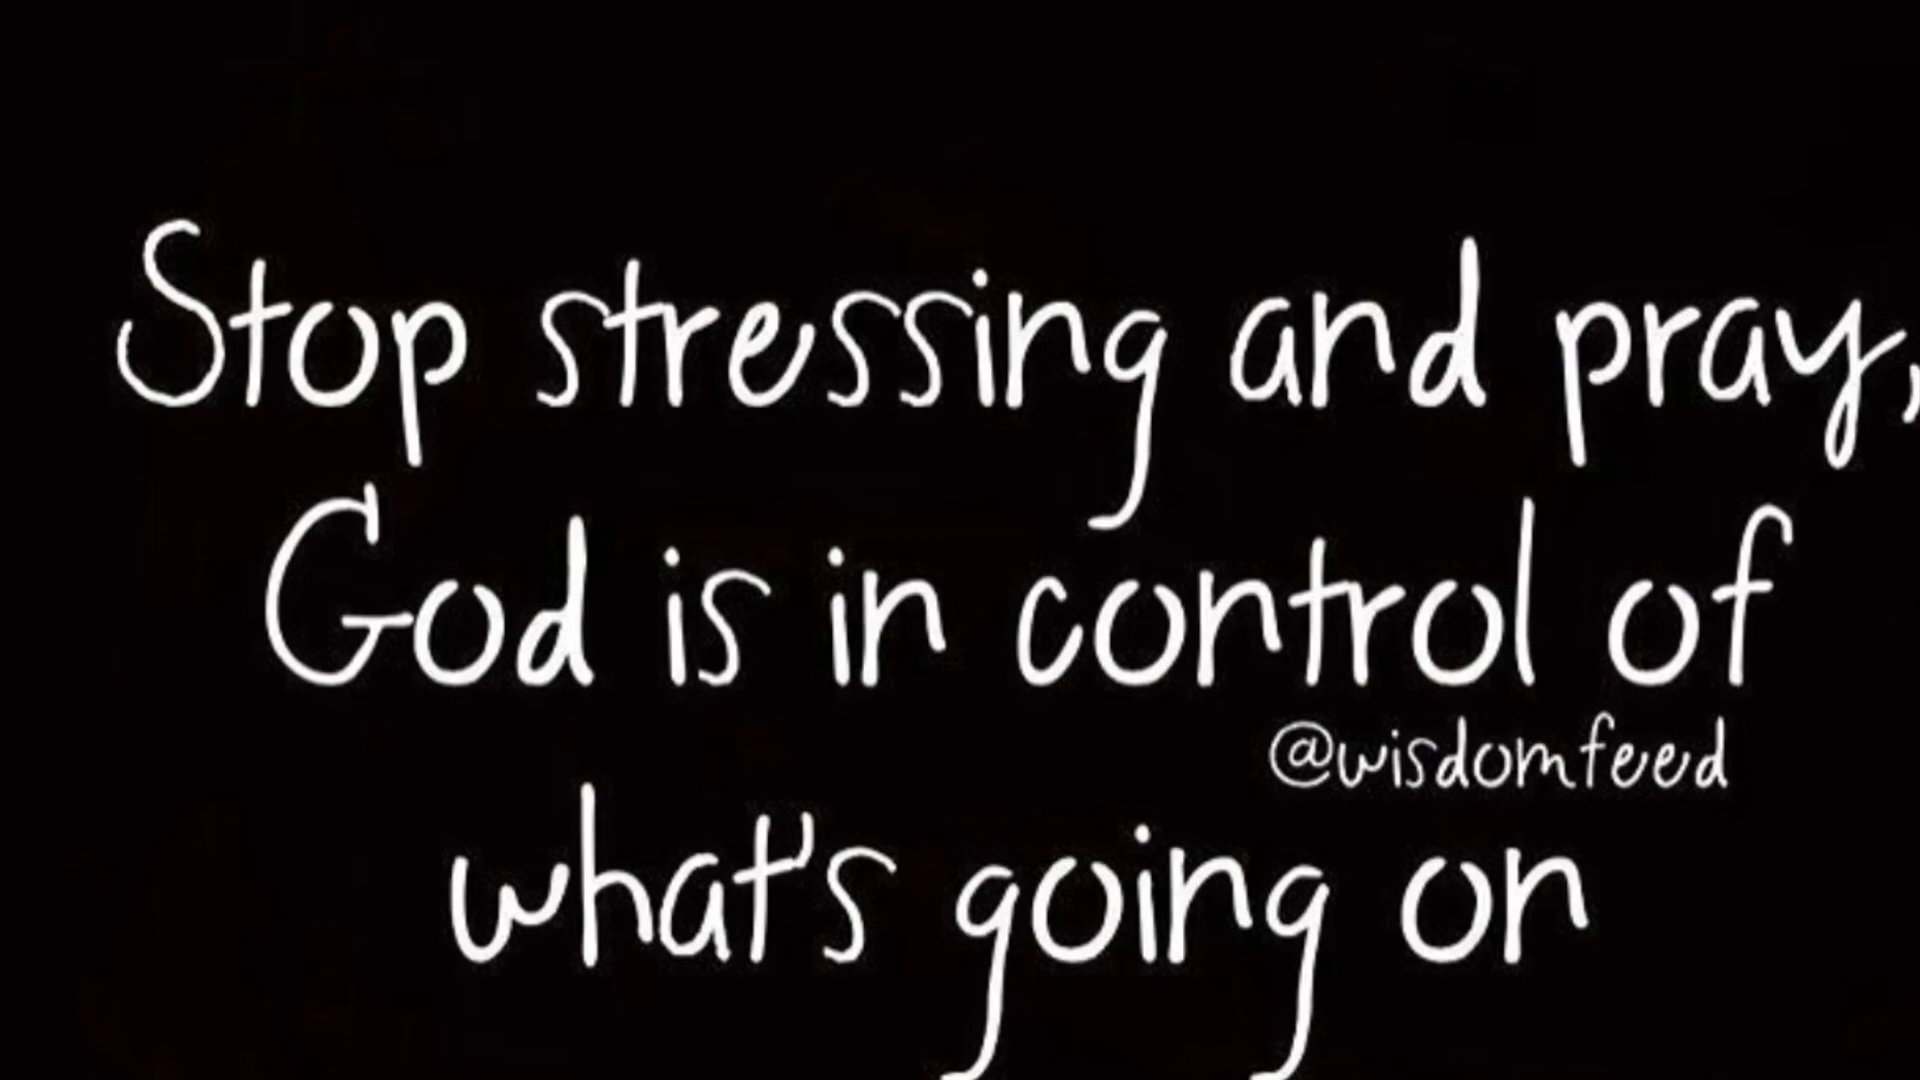 Stop stressing and pray,
God is in control of
@wisdomfeed
what's going on